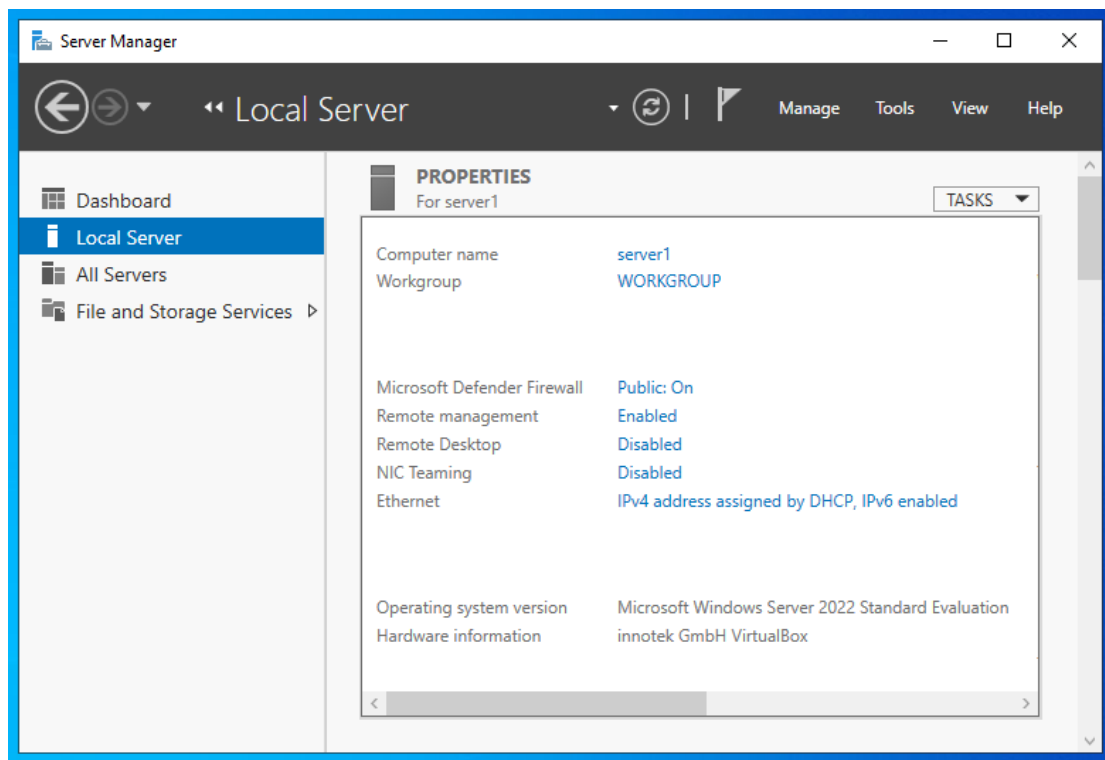 Server Manager
Local Server
Manage Tools View Help
Dashboard
Local Server
All Servers
File and Storage Services
PROPERTIES
For server1
TASKS
Computer name server1
Workgroup WORKGROUP
Microsoft Defender Firewall Public: On
Remote management Enabled
Remote Desktop Disabled
NIC Teaming Disabled
Ethernet IPv4 address assigned by DHCP, IPv6 enabled
Operating system version Microsoft Windows Server 2022 Standard Evaluation
Hardware information innotek GmbH VirtualBox